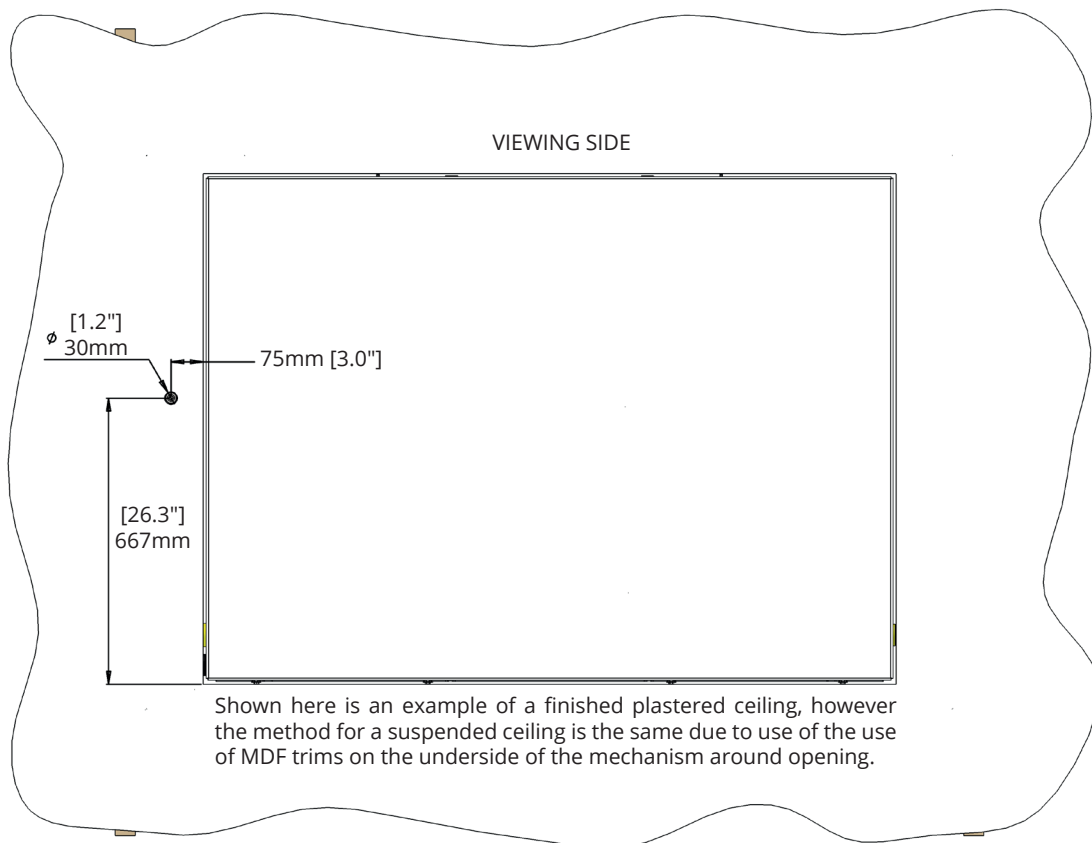 VIEWING SIDE
[1.2"]
⌀ 30mm
75mm [3.0"]
[26.3"]
667mm
Shown here is an example of a finished plastered ceiling, however
the method for a suspended ceiling is the same due to use of the use
of MDF trims on the underside of the mechanism around opening.